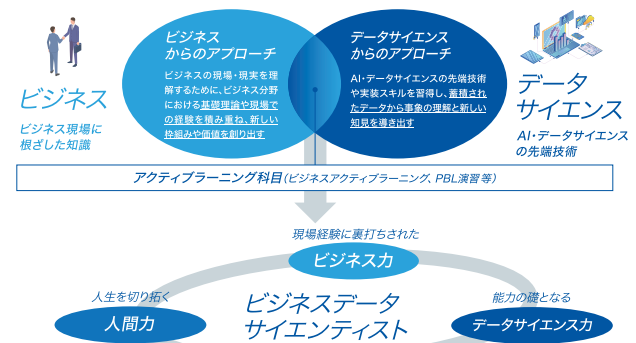 ビジネス
ビジネス現場に
根ざした知識
ビジネス
からのアプローチ
ビジネスの現場・現実を理
解するために、ビジネス分野
における基礎理論や現場で
の経験を積み重ね、新しい
枠組みや価値を創り出す
データサイエンス
からのアプローチ
AI・データサイエンスの先端技術
や実装スキルを習得し、蓄積され
たデータから事象の理解と新しい
知見を導き出す
データ
サイエンス
AI・データサイエンス
の先端技術
アクティブラーニング科目(ビジネスアクティブラーニング、PBL演習 等)
現場経験に裏打ちされた
ビジネス力
人生を切り拓く
人間力
ビジネスデータ
サイエンティスト
能力の礎となる
データサイエンス力